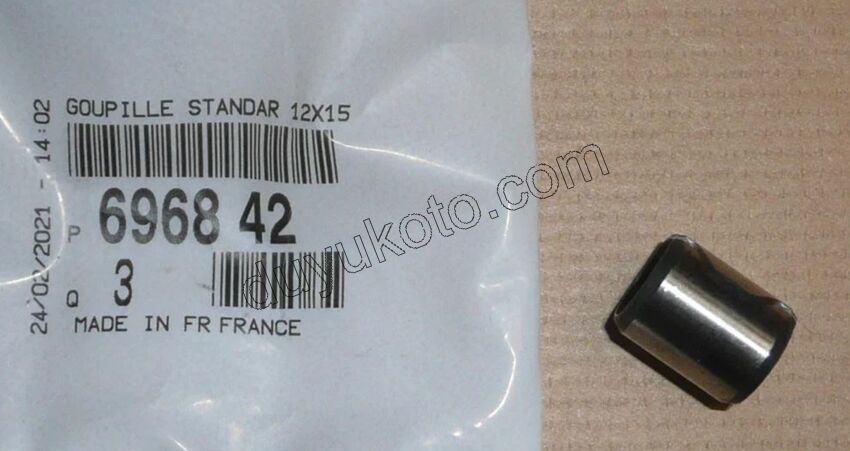 GOUPILLE STANDAR 12X15
P 6968 42
Q 3
MADE IN FR FRANCE
24/02/2021 - 14:02
duyukoto.com